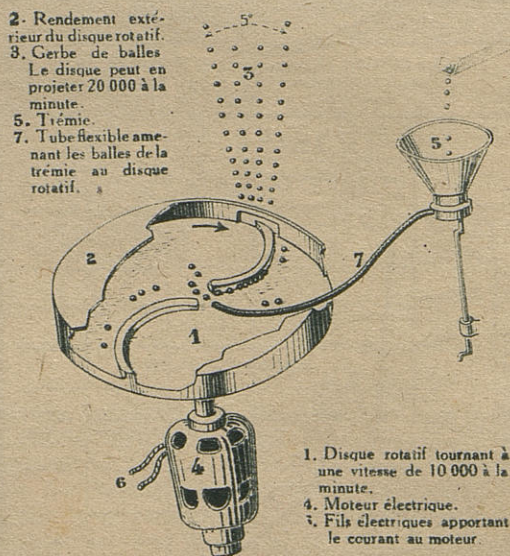 2. Rendement exté-
rieur du disque rotatif.
3. Gerbe de balles
Le disque peut en
projeter 20 000 à la
minute.
5. Trémie.
7. Tube flexible ame-
nant les balles de la
trémie au disque
rotatif.
5°
3
5
2
7
1
4
6
1. Disque rotatif tournant à
une vitesse de 10 000 à la
minute.
4. Moteur électrique.
Fils électriques apportant
le courant au moteur.